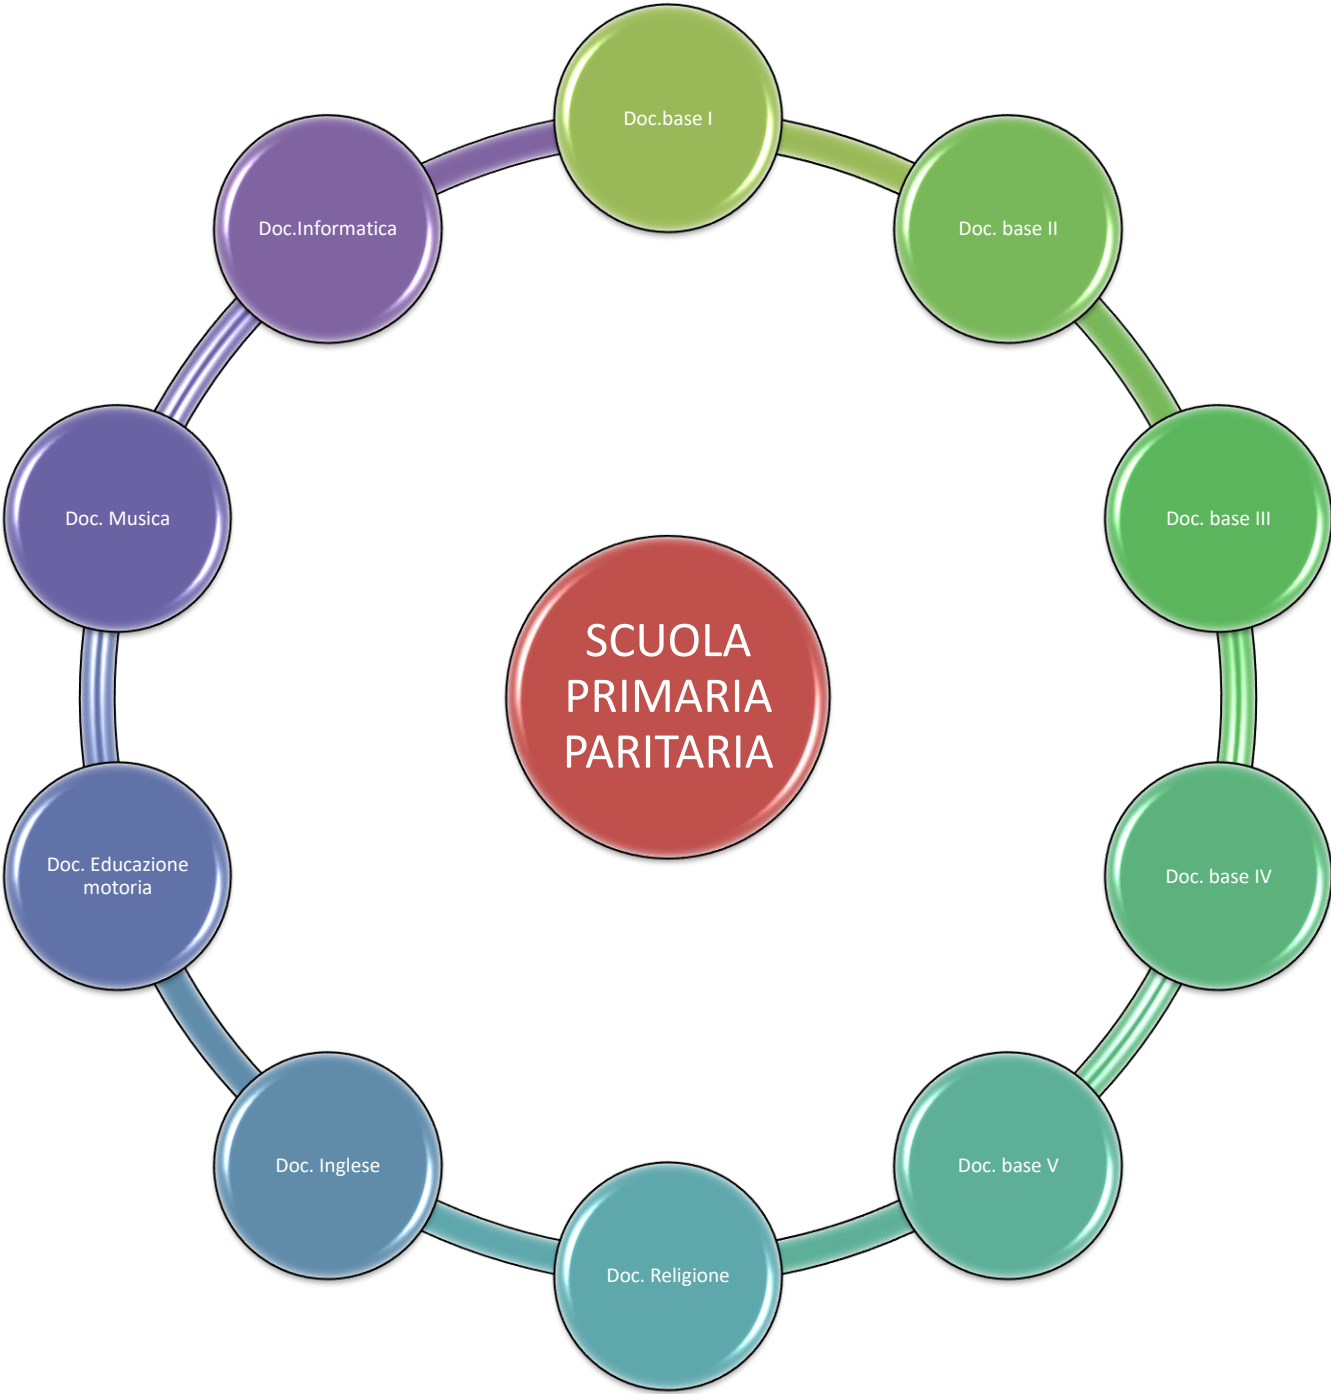 Doc.base I
Doc. base II
Doc. base III
Doc. base IV
Doc. base V
Doc. Religione
Doc. Inglese
Doc. Educazione
motoria
Doc. Musica
Doc.Informatica
SCUOLA
PRIMARIA
PARITARIA